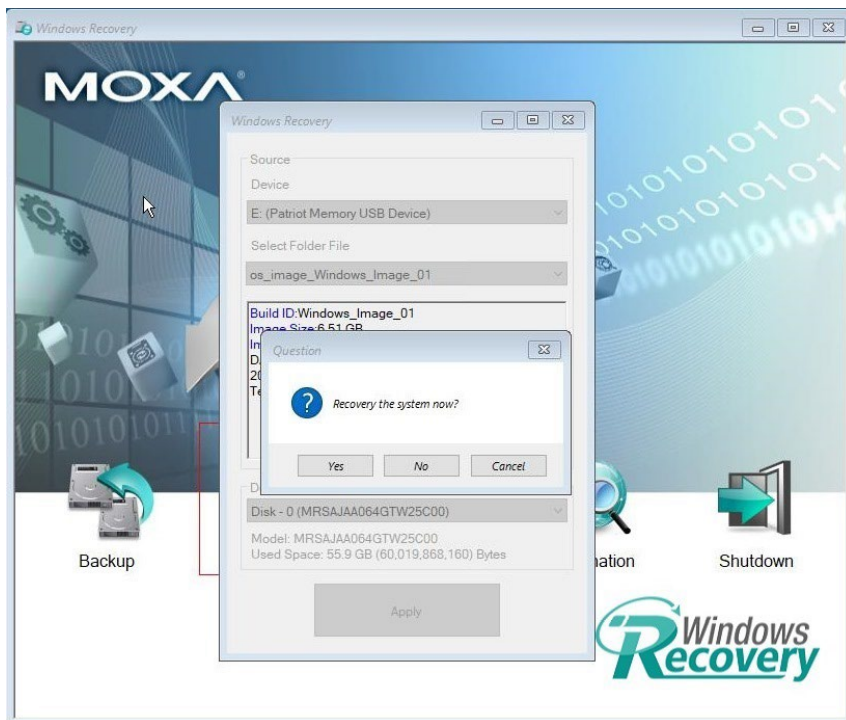 Windows Recovery
MOXA®
Windows Recovery
Source
Device
E: (Patriot Memory USB Device)
Select Folder File
os_image_Windows_Image_01
Build ID:Windows_Image_01
Image Size:6.51 GB
Question
Recovery the system now?
Yes No Cancel
Disk - 0 (MRSAJAA064GTW25C00)
Model: MRSAJAA064GTW25C00
Used Space: 55.9 GB (60,019,868,160) Bytes
Apply
Backup
Shutdown
Windows
Recovery